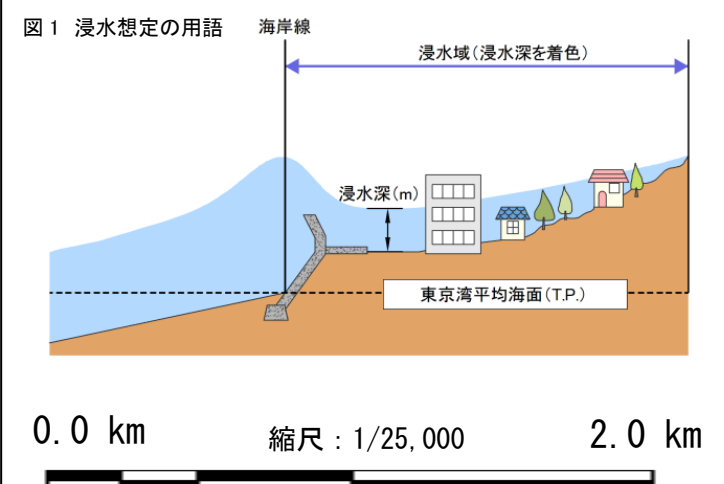 図1 浸水想定の用語
海岸線
浸水域(浸水深を着色)
浸水深(m)
東京湾平均海面(T.P.)
0.0 km
縮尺:1/25,000
2.0 km